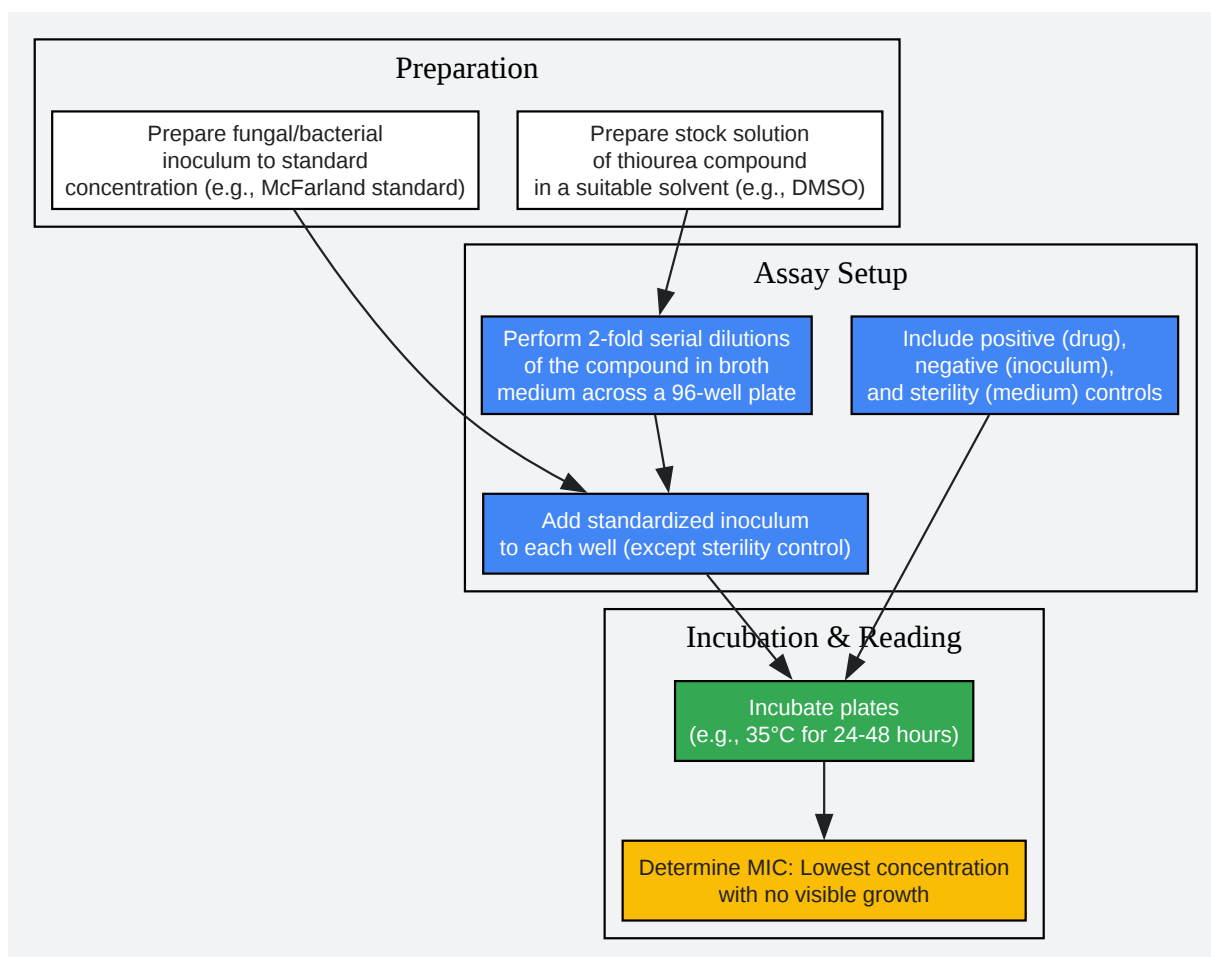 Preparation
Prepare fungal/bacterial
inoculum to standard
concentration (e.g., McFarland standard)
Prepare stock solution
of thiourea compound
in a suitable solvent (e.g., DMSO)
Assay Setup
Perform 2-fold serial dilutions
of the compound in broth
medium across a 96-well plate
Include positive (drug),
negative (inoculum),
and sterility (medium) controls
Add standardized inoculum
to each well (except sterility control)
Incubation & Reading
Incubate plates
(e.g., 35°C for 24-48 hours)
Determine MIC: Lowest concentration
with no visible growth